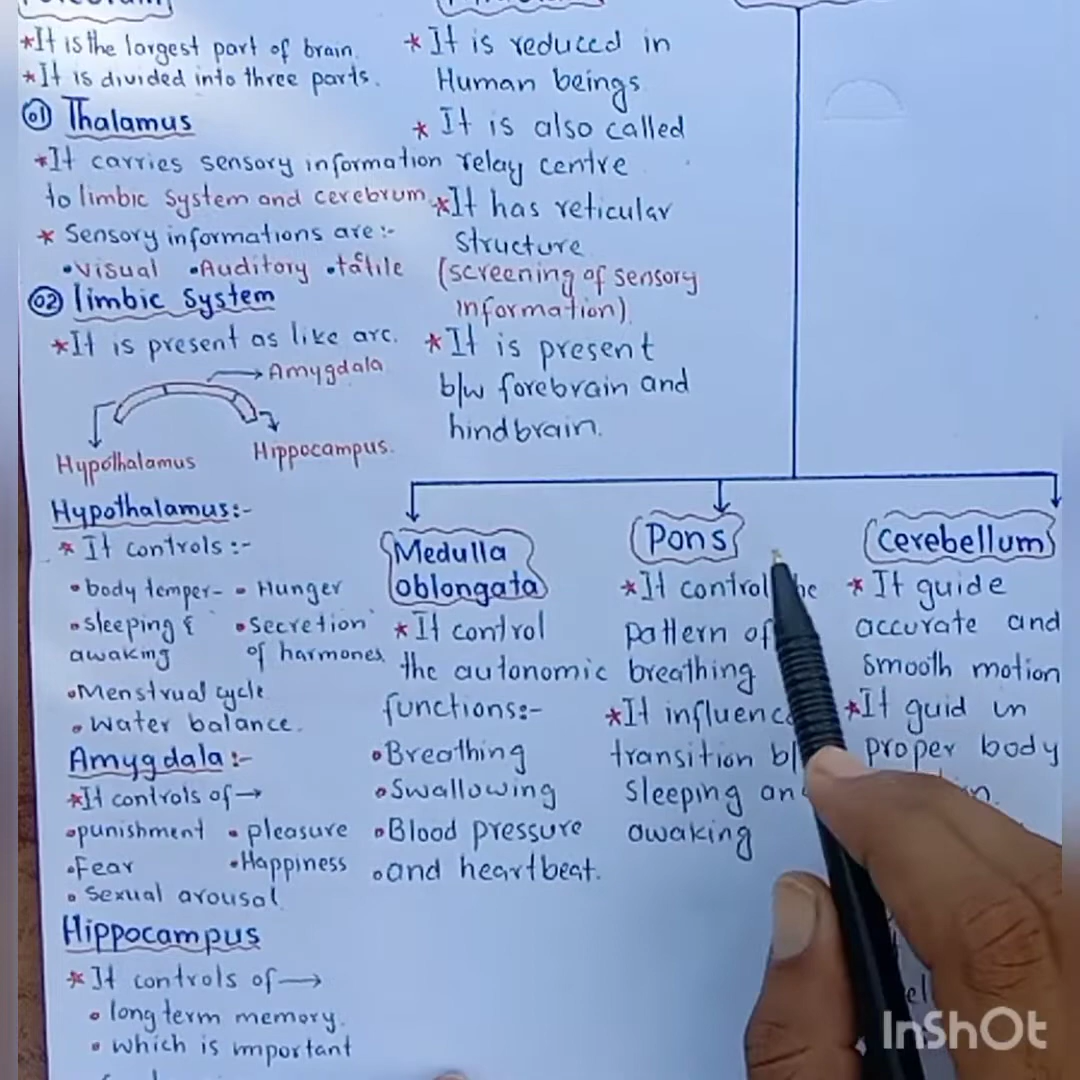 *It is the largest part of brain.
*It is divided into three parts.
01 Thalamus
*It carries sensory information
to limbic system and cerebrum
* Sensory informations are:-
•Visual •Auditory •tactile
02 limbic system
*It is present as like arc.
Amygdala
Hypothalamus
Hippocampus.
Hypothalamus:-
* It controls:-
•body temper- • Hunger
•sleeping & •secretion
awaking of harmones
•Menstrual cycle
•Water balance.
Amygdala:-
*It controls of→
•punishment •pleasure
•Fear •Happiness
•Sexual arousal
Hippocampus
*It controls of→
•long term memory.
•which is important
*It is reduced in
Human beings
* It is also called
relay centre
*It has reticular
structure
(screening of sensory
information)
*It is present
b/w forebrain and
hindbrain.
Medulla
oblongata
*It control
the autonomic
functions:-
•Breathing
•Swallowing
•Blood pressure
•and heartbeat.
Pons
*It control
pattern of
breathing
*It
transition
sleeping
awaking
cerebellum
*It guide
accurate and
smooth motion
*It guid in
proper body
InShOt